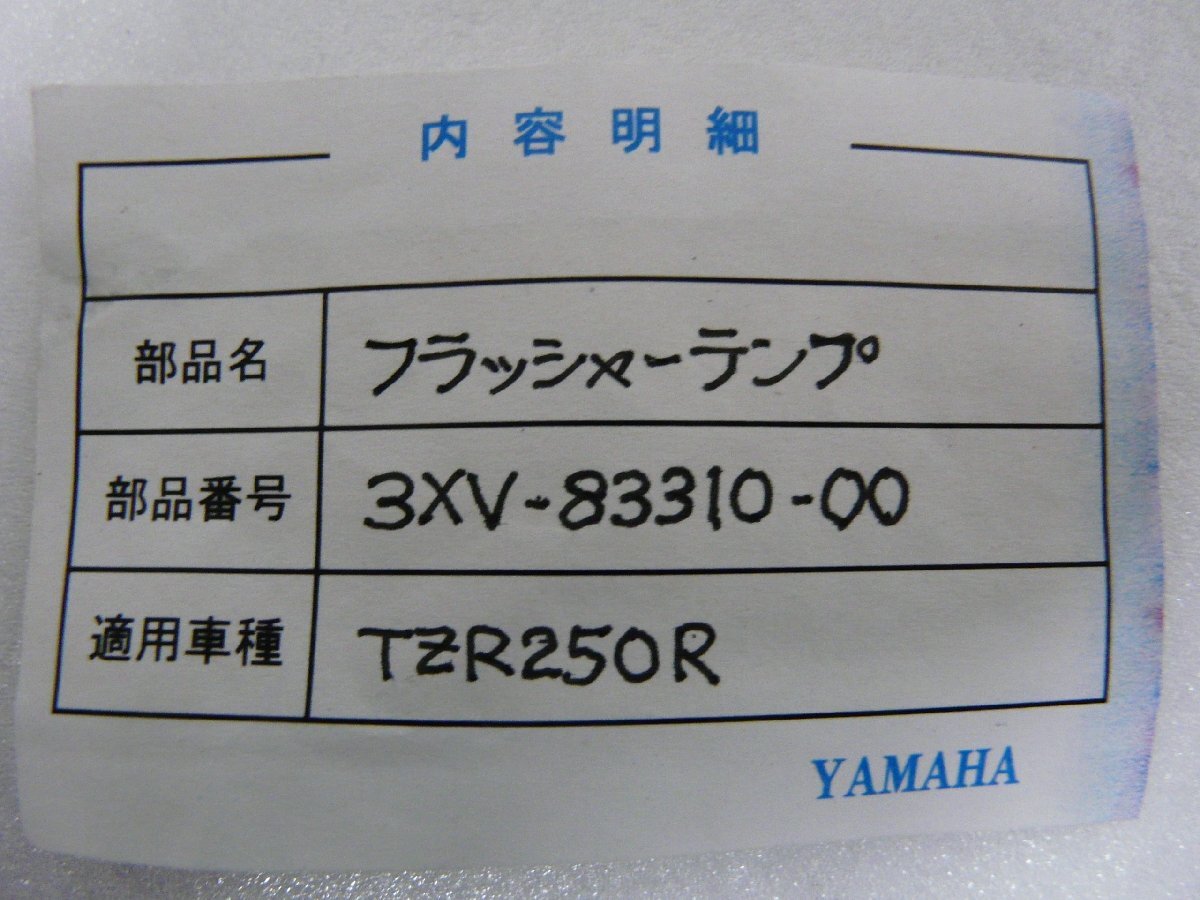 内容明細
部品名 フラッシャーランプ
部品番号 3XV-83310-00
適用車種 TZR250R
YAMAHA